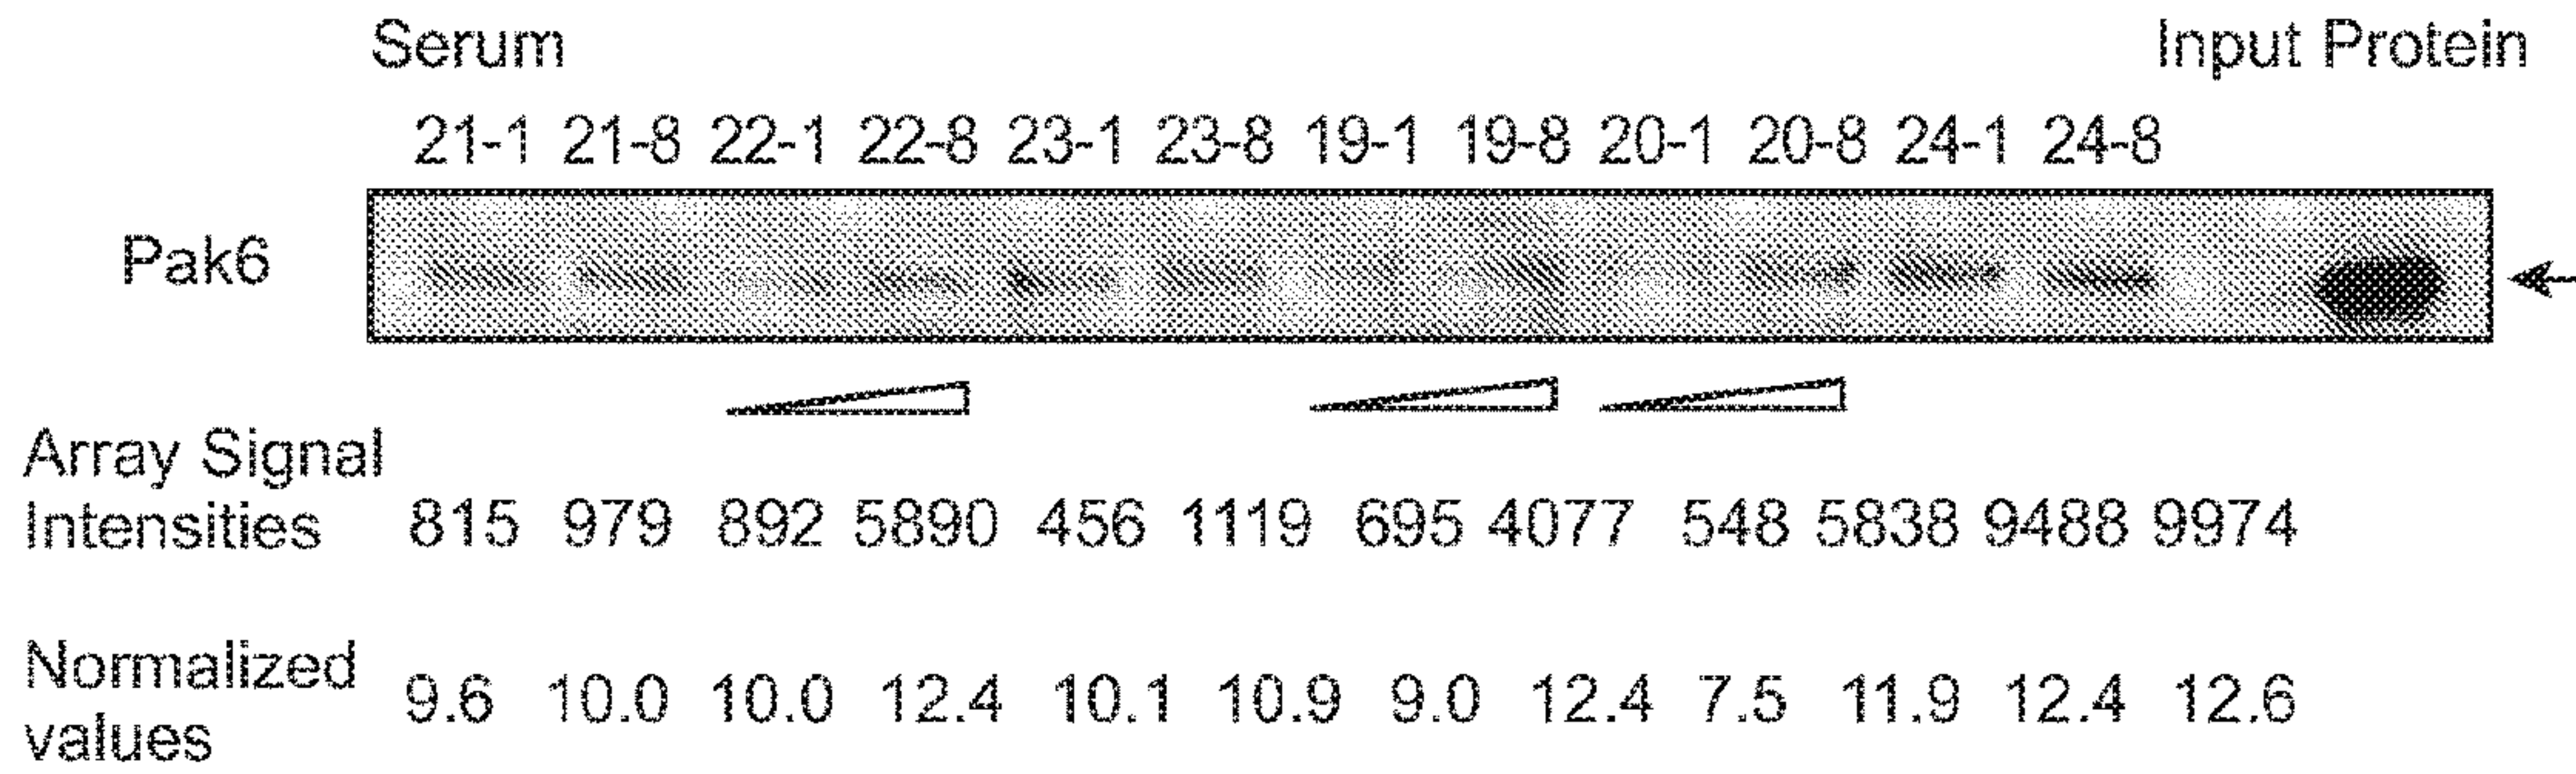 Serum Input Protein
21-1 21-8 22-1 22-8 23-1 23-8 19-1 19-8 20-1 20-8 24-1 24-8
Pak6
Array Signal
Intensities 815 979 892 5890 456 1119 695 4077 548 5838 9488 9974
Normalized
values 9.6 10.0 10.0 12.4 10.1 10.9 9.0 12.4 7.5 11.9 12.4 12.6